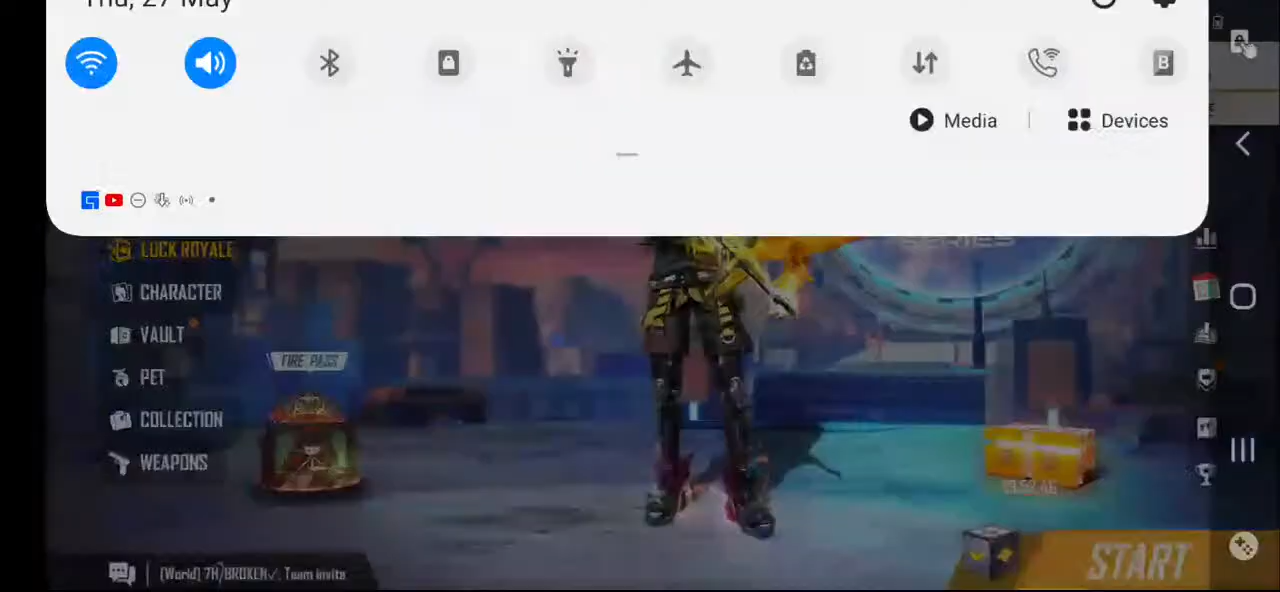 Thu, 27 May
B
Media
Devices
LUCK ROYALE
SERIES
CHARACTER
VAULT
FIRE PASS
PET
COLLECTION
WEAPONS
START
[World] 7H]BROKEN✓: Team invite